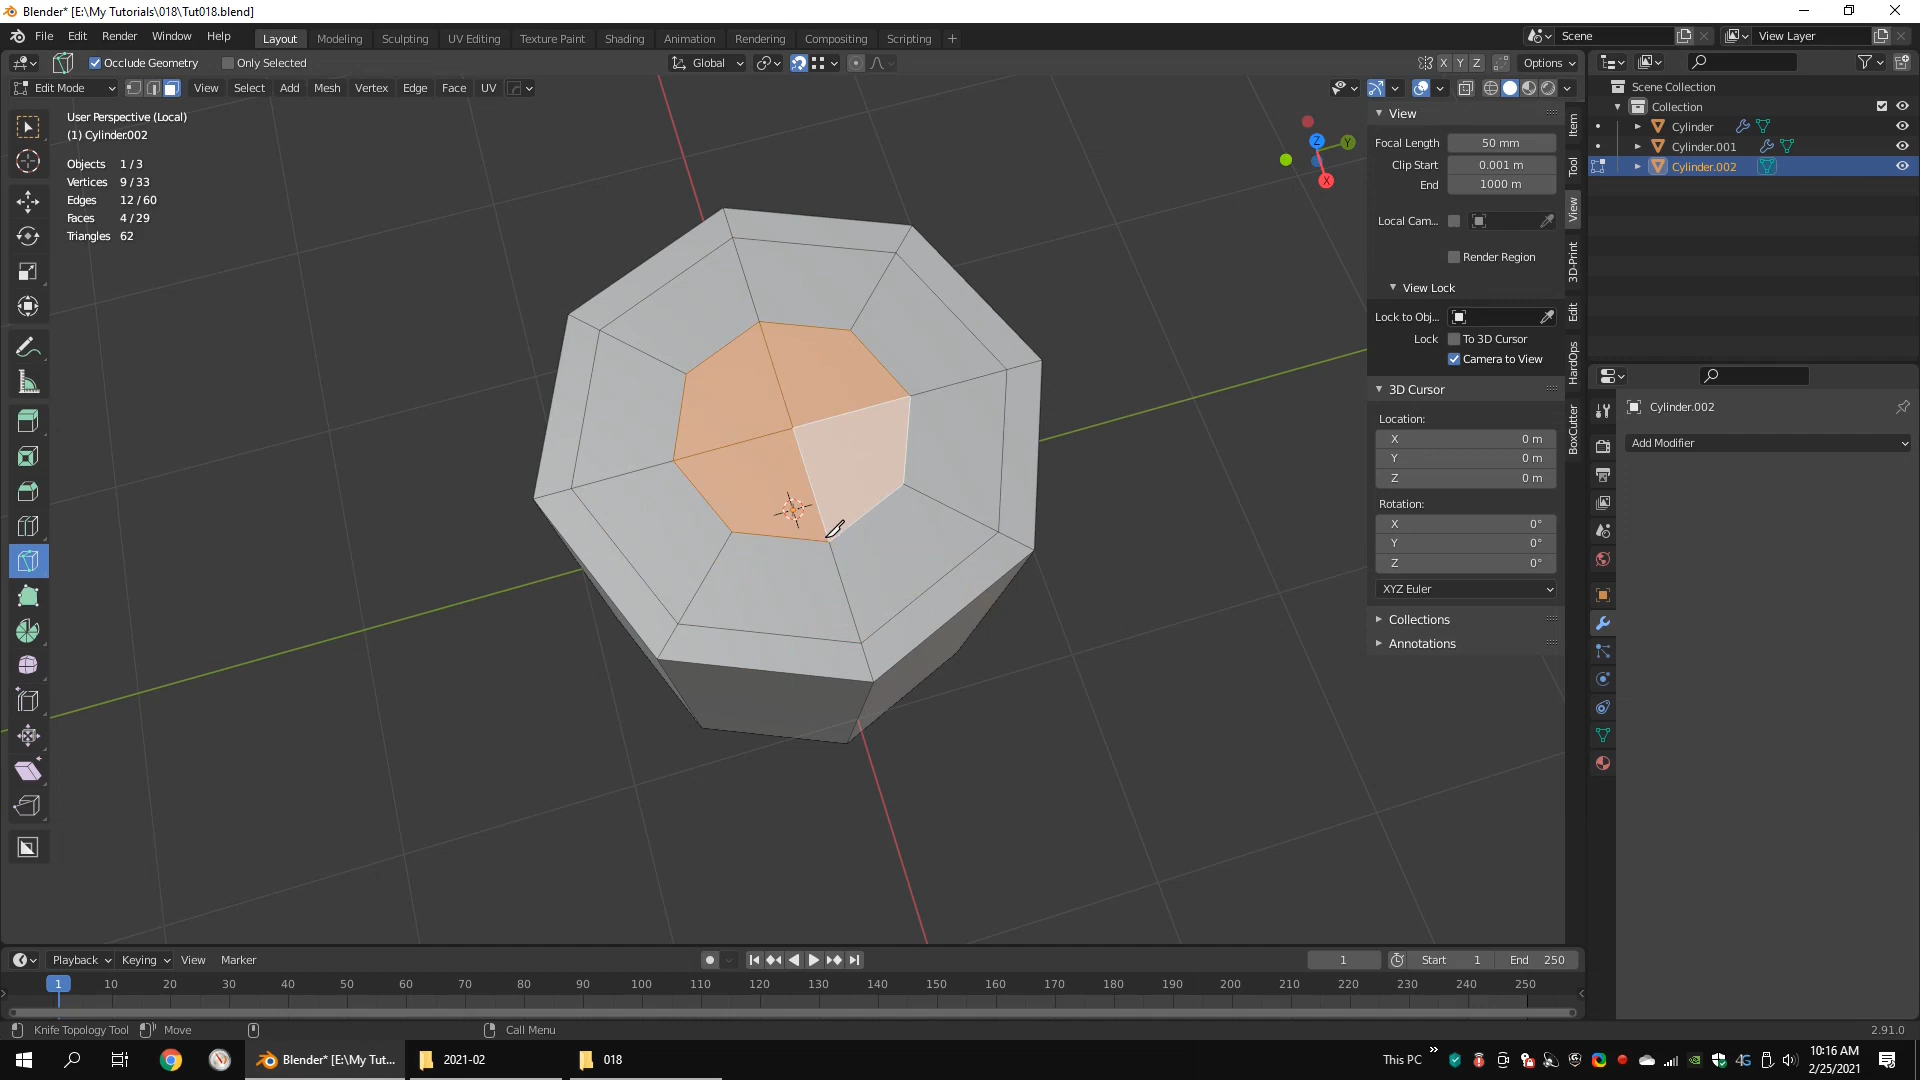 Blender* [E:\My Tutorials\018\Tut018.blend]
File Edit Render Window Help Layout Modeling Sculpting UV Editing Texture Paint Shading Animation Rendering Compositing Scripting + Scene View Layer
Occlude Geometry Only Selected Global X Y Z Options
Edit Mode View Select Add Mesh Vertex Edge Face UV
User Perspective (Local)
(1) Cylinder.002
Objects 1 / 3
Vertices 9 / 33
Edges 12 / 60
Faces 4 / 29
Triangles 62
Z
Y
X
View
Focal Length 50 mm
Clip Start 0.001 m
End 1000 m
Local Cam...
Render Region
View Lock
Lock to Obj...
Lock To 3D Cursor
Camera to View
3D Cursor
Location:
X 0 m
Y 0 m
Z 0 m
Rotation:
X 0°
Y 0°
Z 0°
XYZ Euler
Collections
Annotations
Item
Tool
View
3D-Print
Edit
HardOps
BoxCutter
Scene Collection
Collection
Cylinder
Cylinder.001
Cylinder.002
Cylinder.002
Add Modifier
Playback Keying View Marker 1 Start 1 End 250
1 10 20 30 40 50 60 70 80 90 100 110 120 130 140 150 160 170 180 190 200 210 220 230 240 250
Knife Topology Tool Move Call Menu 2.91.0
Blender* [E:\My Tut... 2021-02 018 This PC » 4G 10:16 AM
2/25/2021